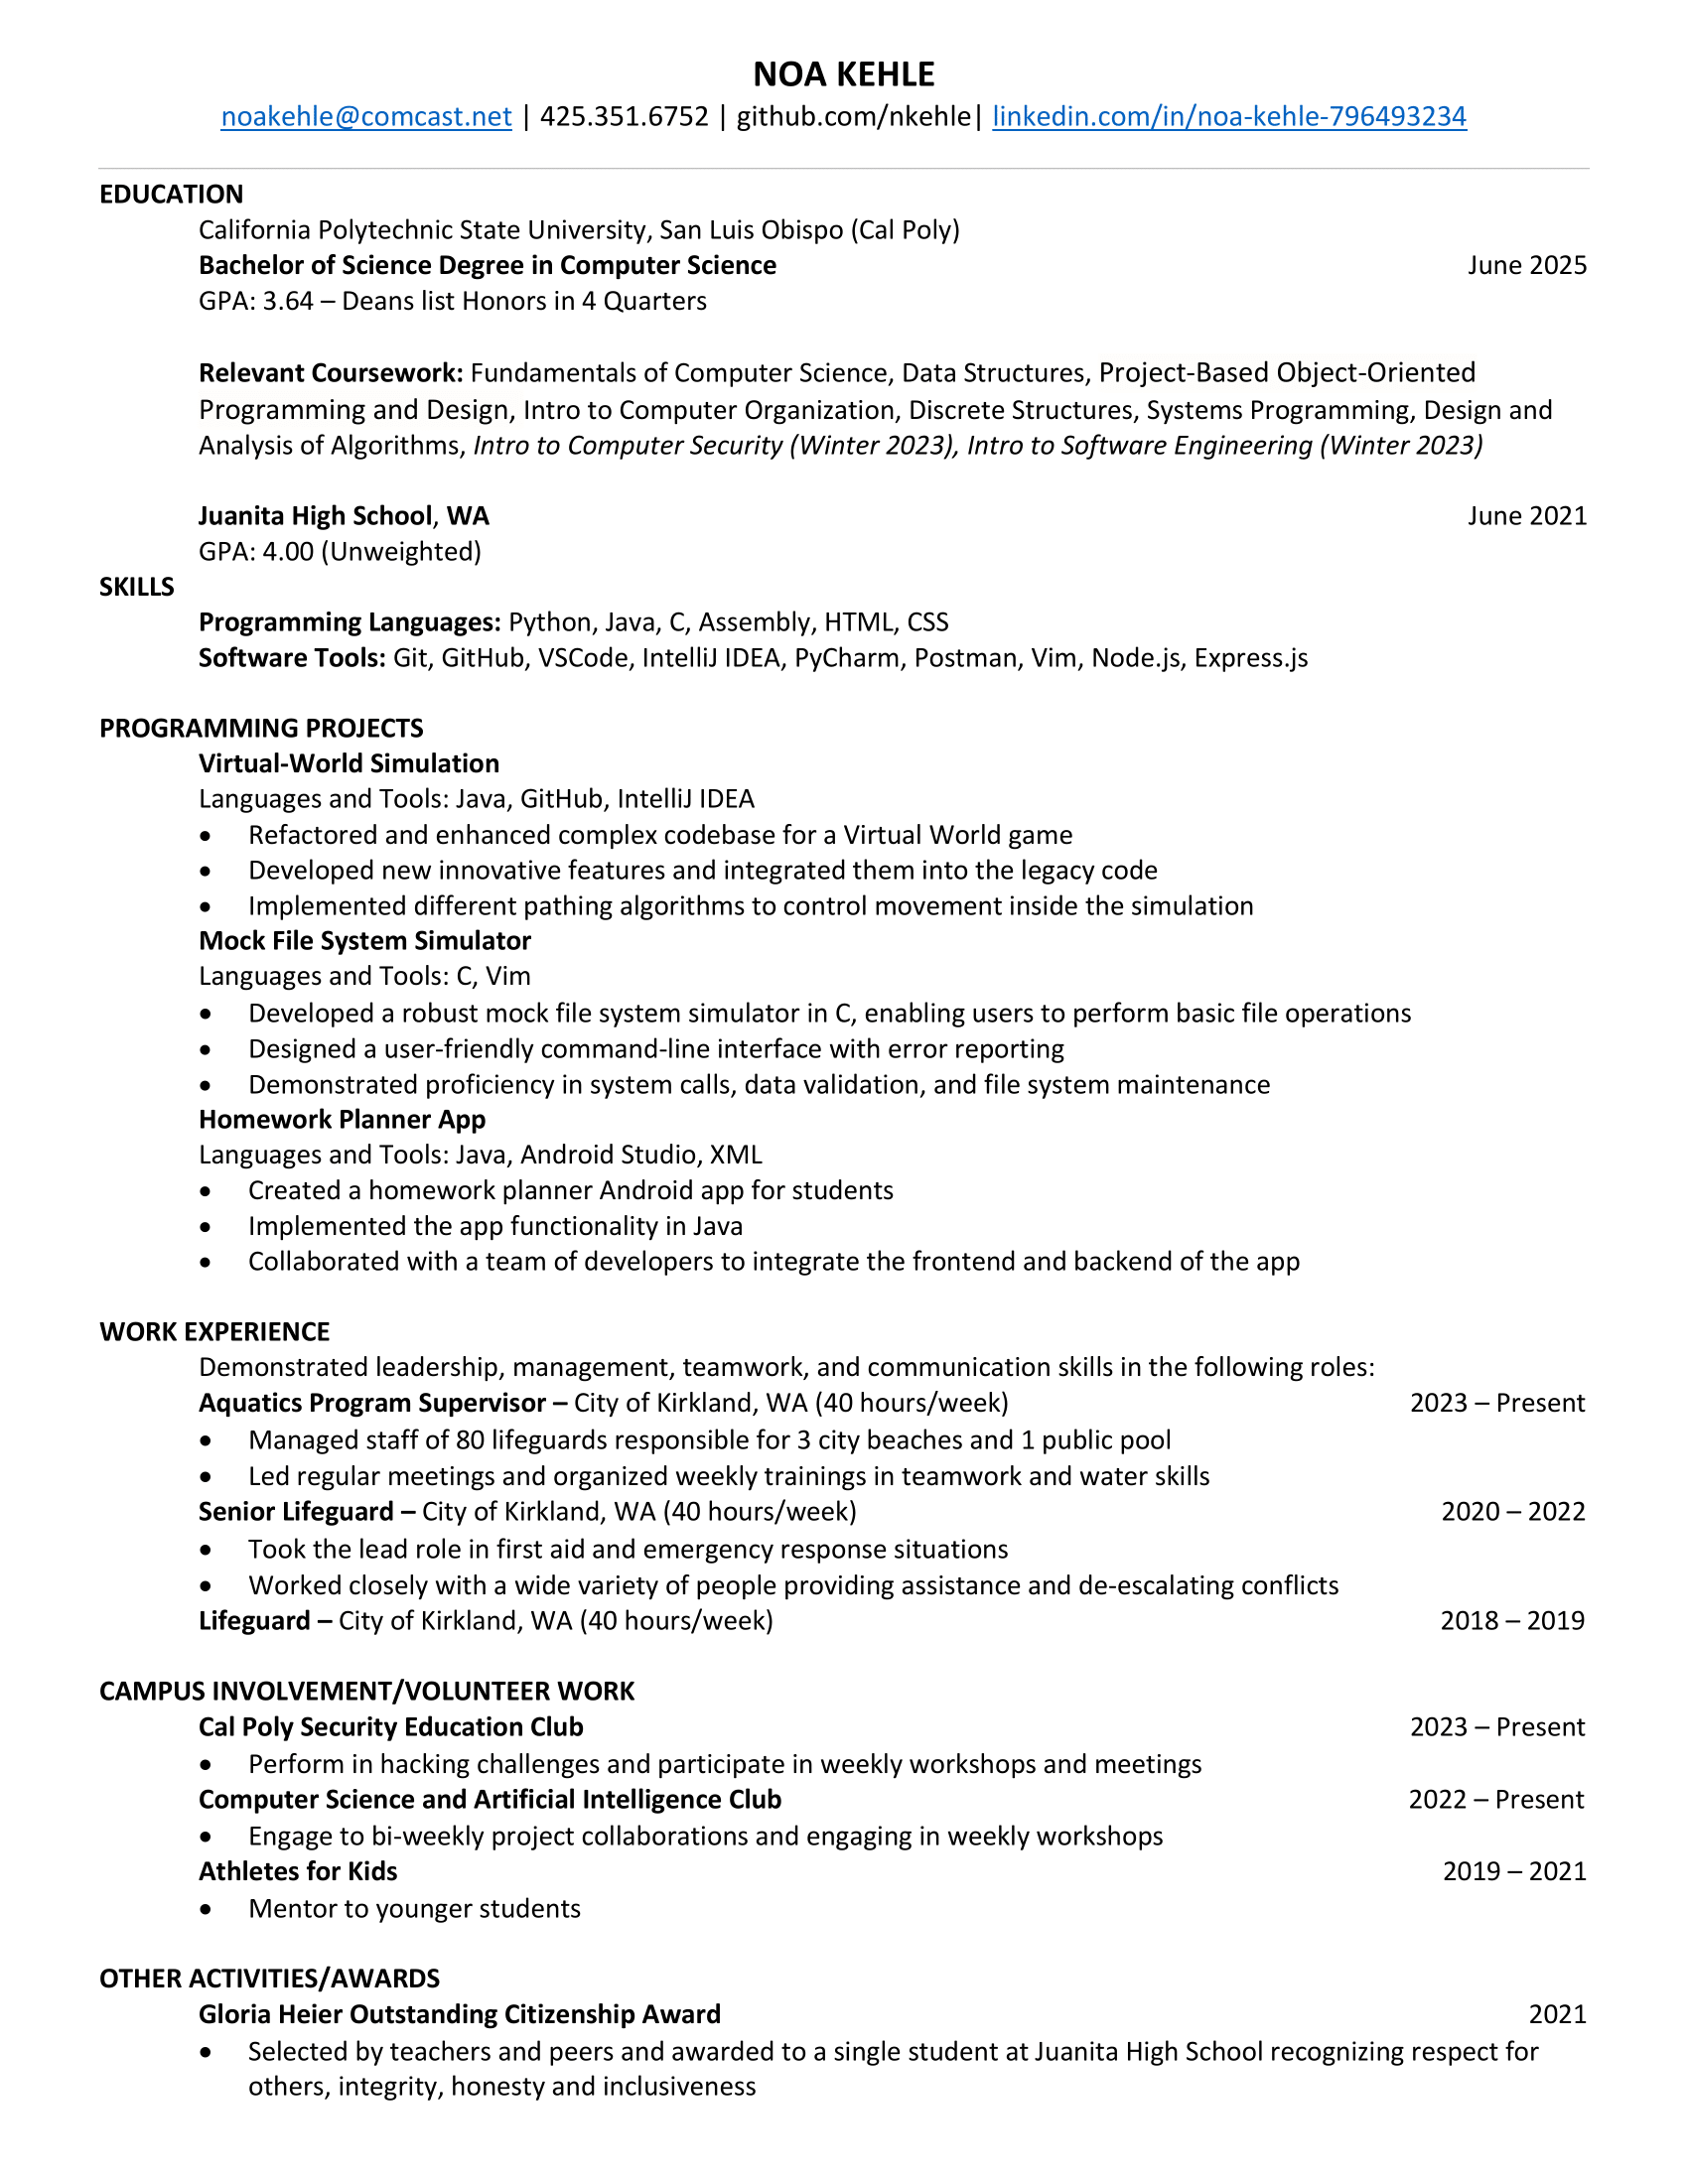 NOA KEHLE
noakehle@comcast.net | 425.351.6752 | github.com/nkehle| linkedin.com/in/noa-kehle-796493234
EDUCATION
California Polytechnic State University, San Luis Obispo (Cal Poly)
Bachelor of Science Degree in Computer Science June 2025
GPA: 3.64 – Deans list Honors in 4 Quarters
Relevant Coursework: Fundamentals of Computer Science, Data Structures, Project-Based Object-Oriented
Programming and Design, Intro to Computer Organization, Discrete Structures, Systems Programming, Design and
Analysis of Algorithms, Intro to Computer Security (Winter 2023), Intro to Software Engineering (Winter 2023)
Juanita High School, WA June 2021
GPA: 4.00 (Unweighted)
SKILLS
Programming Languages: Python, Java, C, Assembly, HTML, CSS
Software Tools: Git, GitHub, VSCode, IntelliJ IDEA, PyCharm, Postman, Vim, Node.js, Express.js
PROGRAMMING PROJECTS
Virtual-World Simulation
Languages and Tools: Java, GitHub, IntelliJ IDEA
• Refactored and enhanced complex codebase for a Virtual World game
• Developed new innovative features and integrated them into the legacy code
• Implemented different pathing algorithms to control movement inside the simulation
Mock File System Simulator
Languages and Tools: C, Vim
• Developed a robust mock file system simulator in C, enabling users to perform basic file operations
• Designed a user-friendly command-line interface with error reporting
• Demonstrated proficiency in system calls, data validation, and file system maintenance
Homework Planner App
Languages and Tools: Java, Android Studio, XML
• Created a homework planner Android app for students
• Implemented the app functionality in Java
• Collaborated with a team of developers to integrate the frontend and backend of the app
WORK EXPERIENCE
Demonstrated leadership, management, teamwork, and communication skills in the following roles:
Aquatics Program Supervisor – City of Kirkland, WA (40 hours/week) 2023 – Present
• Managed staff of 80 lifeguards responsible for 3 city beaches and 1 public pool
• Led regular meetings and organized weekly trainings in teamwork and water skills
Senior Lifeguard – City of Kirkland, WA (40 hours/week) 2020 – 2022
• Took the lead role in first aid and emergency response situations
• Worked closely with a wide variety of people providing assistance and de-escalating conflicts
Lifeguard – City of Kirkland, WA (40 hours/week) 2018 – 2019
CAMPUS INVOLVEMENT/VOLUNTEER WORK
Cal Poly Security Education Club 2023 – Present
• Perform in hacking challenges and participate in weekly workshops and meetings
Computer Science and Artificial Intelligence Club 2022 – Present
• Engage to bi-weekly project collaborations and engaging in weekly workshops
Athletes for Kids 2019 – 2021
• Mentor to younger students
OTHER ACTIVITIES/AWARDS
Gloria Heier Outstanding Citizenship Award 2021
• Selected by teachers and peers and awarded to a single student at Juanita High School recognizing respect for
others, integrity, honesty and inclusiveness